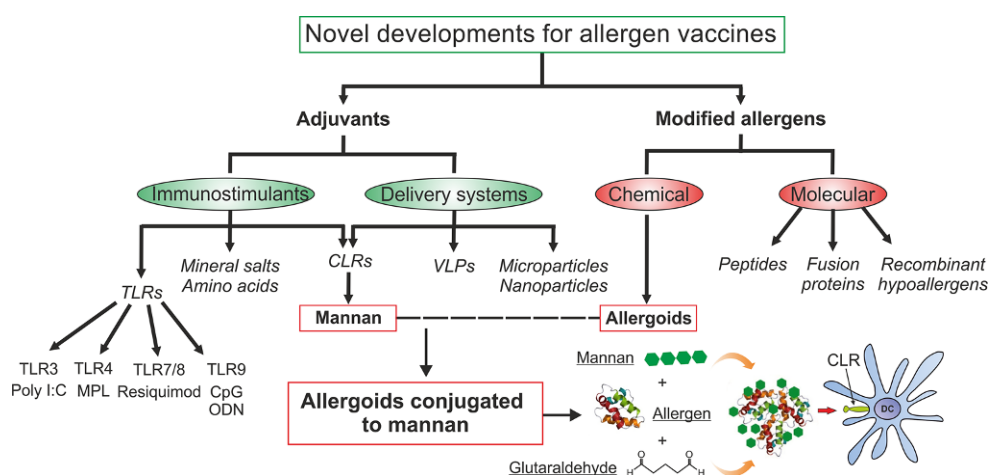 Novel developments for allergen vaccines
Adjuvants
Modified allergens
Immunostimulants
Delivery systems
Chemical
Molecular
Mineral salts
Amino acids
CLRs
VLPs
Microparticles
Nanoparticles
Peptides
Fusion
proteins
Recombinant
hypoallergens
TLRs
Mannan
Allergoids
TLR3
Poly I:C
TLR4
MPL
TLR7/8
Resiquimod
TLR9
CpG
ODN
Allergoids conjugated
to mannan
Mannan
+
Allergen
+
Glutaraldehyde
O
H
O
H
CLR
DC